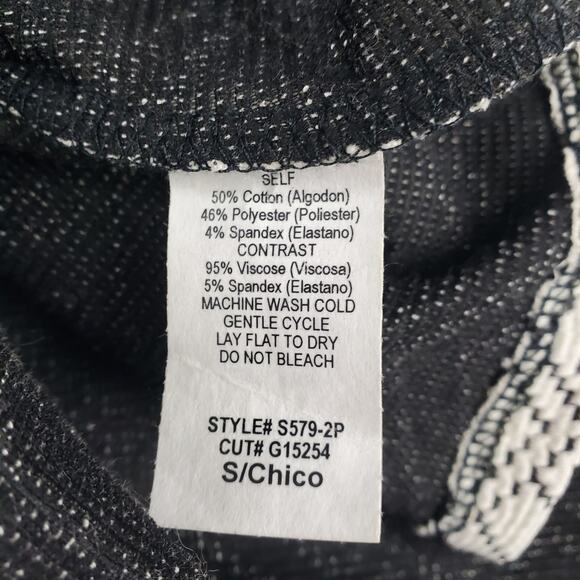 SELF
50% Cotton (Algodon)
46% Polyester (Poliester)
4% Spandex (Elastano)
CONTRAST
95% Viscose (Viscosa)
5% Spandex (Elastano)
MACHINE WASH COLD
GENTLE CYCLE
LAY FLAT TO DRY
DO NOT BLEACH
STYLE# S579-2P
CUT# G15254
S/Chico